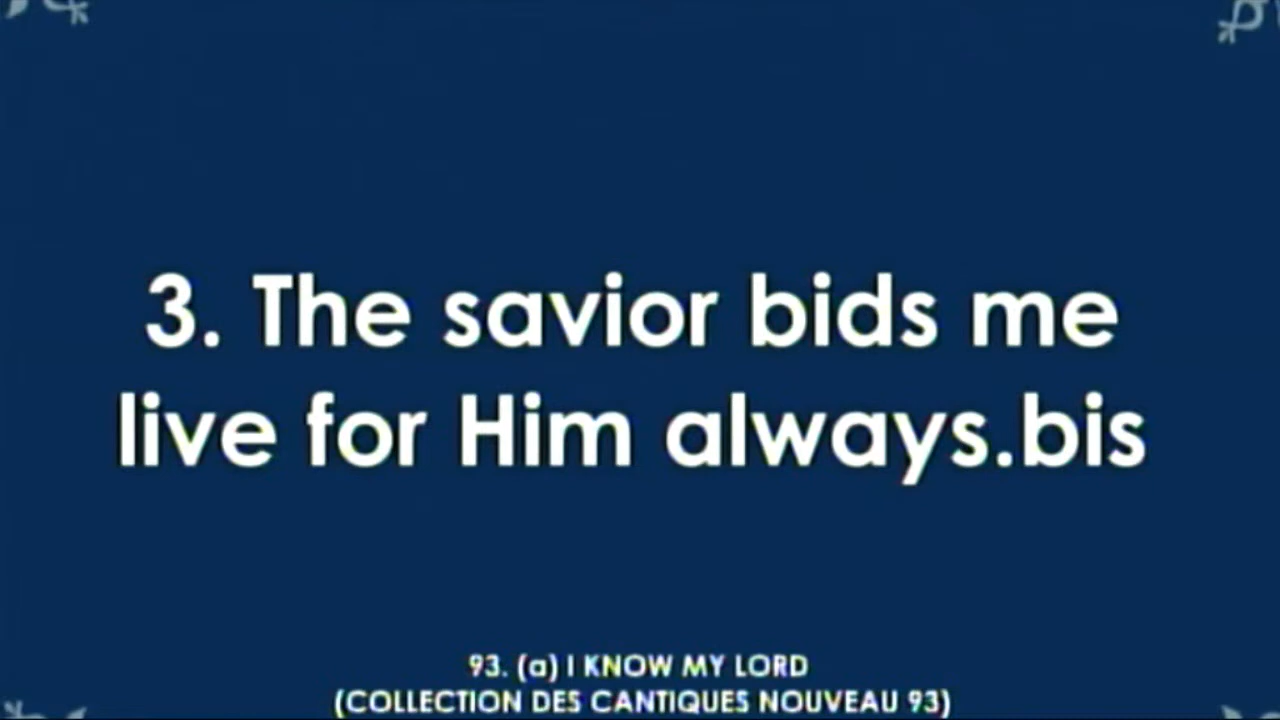 3. The savior bids me
live for Him always.bis
93. (a) I KNOW MY LORD
(COLLECTION DES CANTIQUES NOUVEAU 93)